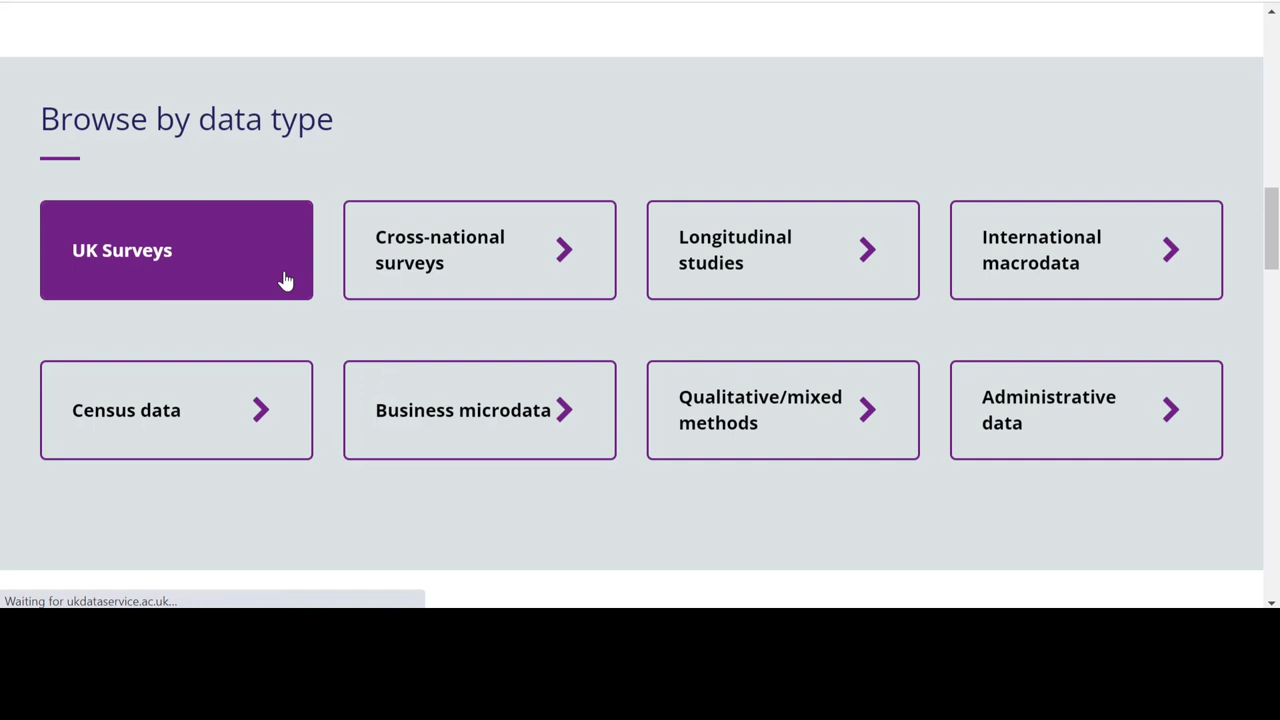 Browse by data type
UK Surveys
Cross-national
surveys
Longitudinal
studies
International
macrodata
Census data
Business microdata
Qualitative/mixed
methods
Administrative
data
Waiting for ukdataservice.ac.uk...